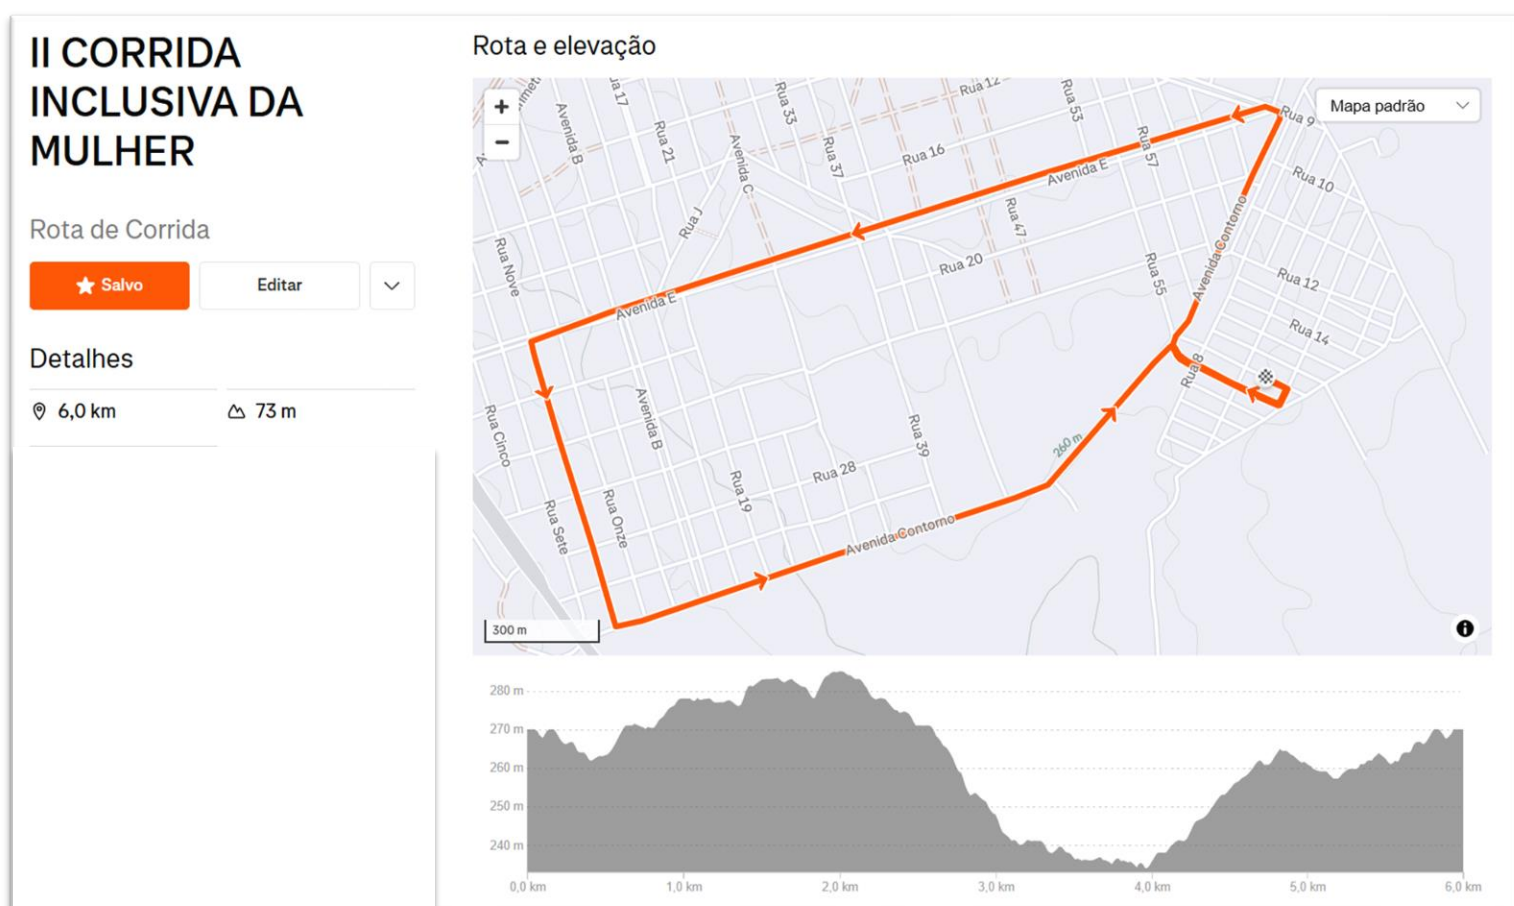 II CORRIDA
INCLUSIVA DA
MULHER
Rota de Corrida
Salvo
Editar
Detalhes
6,0 km
73 m
Rota e elevação
Mapa padrão
+
−
Avenida B
Rua 21
Avenida C
Rua J
Rua 33
Rua 37
Rua 16
Rua 12
Rua 53
Avenida E
Rua 57
Rua 9
Rua 10
Rua Nove
Avenida E
Rua 20
Rua 47
Rua 55
Avenida Contorno
Rua 12
Rua 14
Rua 8
Rua Cinco
Avenida B
Rua 39
260 m
Rua 28
Rua 19
Rua Onze
Rua Sete
Avenida Contorno
300 m
280 m
270 m
260 m
250 m
240 m
0,0 km
1,0 km
2,0 km
3,0 km
4,0 km
5,0 km
6,0 km